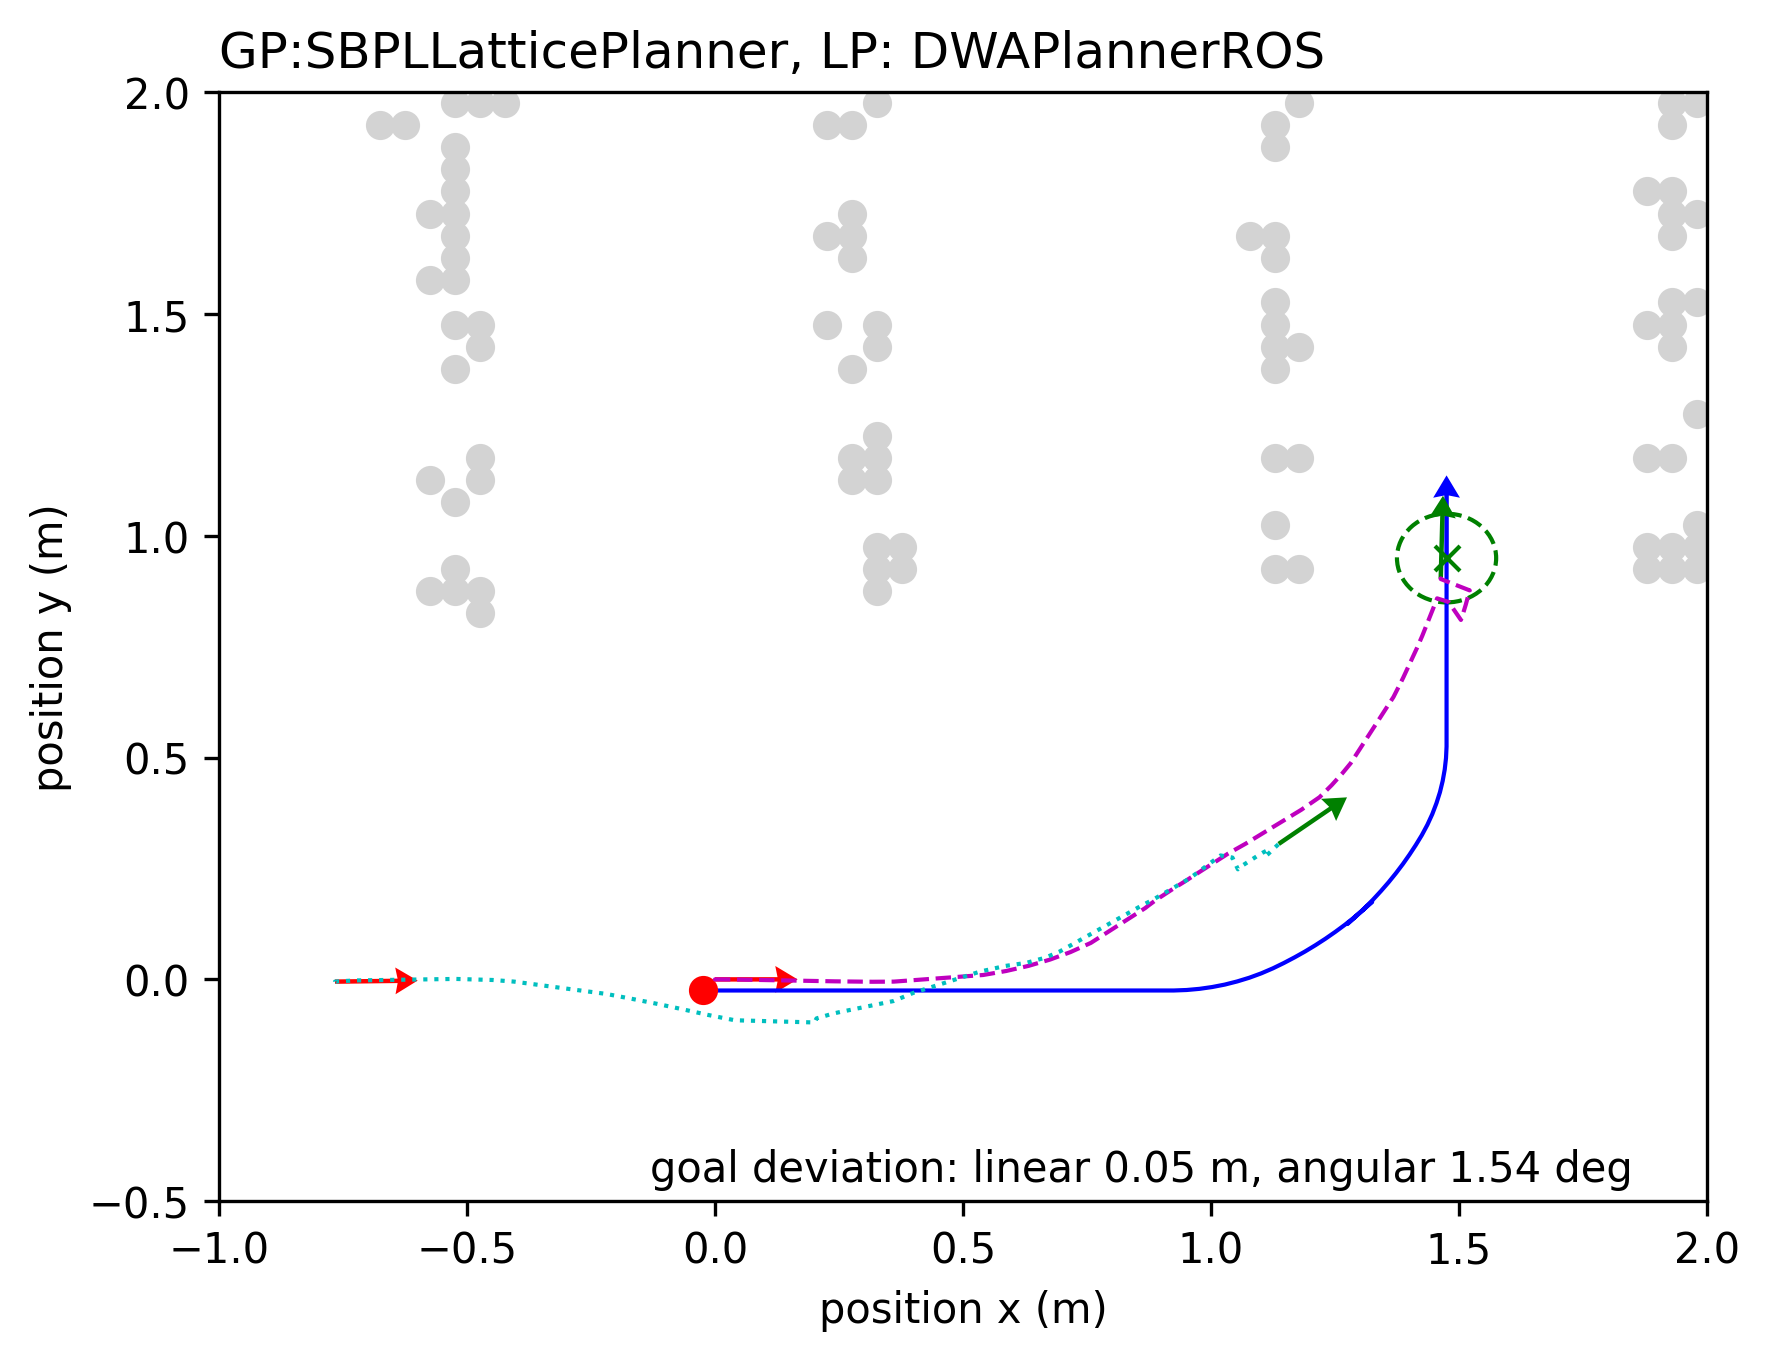 GP:SBPLLatticePlanner, LP: DWAPlannerROS
2.0
1.5
1.0
0.5
0.0
−0.5
position y (m)
goal deviation: linear 0.05 m, angular 1.54 deg
−1.0 −0.5 0.0 0.5 1.0 1.5 2.0
position x (m)